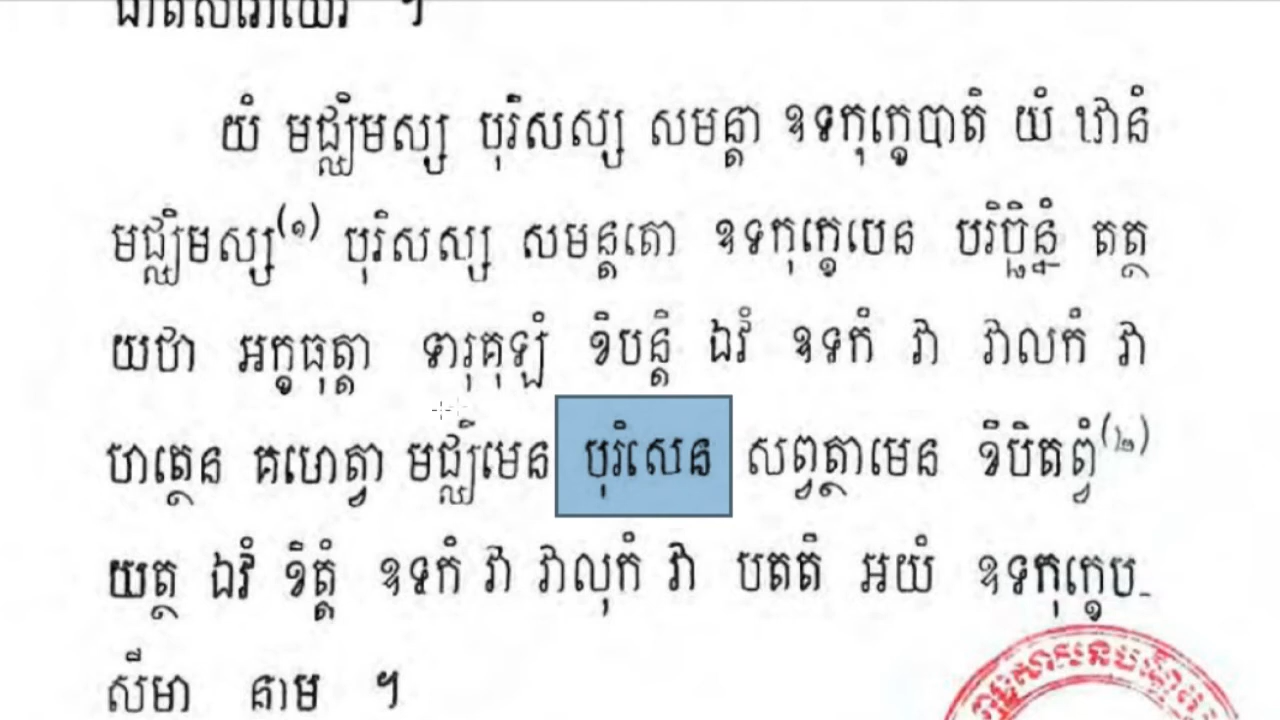 យំ មជ្ឈិមស្ស បុរិសស្ស សមន្តា ឧទកុក្ខេបាតិ យំ ឋានំ
មជ្ឈិមស្ស(១) បុរិសស្ស សមន្តតោ ឧទកុក្ខេបេន បរិច្ឆិន្នំ តត្ថ
យថា អក្ខធុត្តា ទារុគុឡំ ខិបន្តិ ឯវំ ឧទកំ វា វាលកំ វា
ហត្ថេន គហេត្វា មជ្ឈិមេន បុរិសេន សព្វត្ថាមេន ខិបិតព្វំ(២)
យត្ថ ឯវំ ខិត្តំ ឧទកំ វា វាលុកំ វា បតតិ អយំ ឧទកុក្ខេប-
សីមា នាម ។